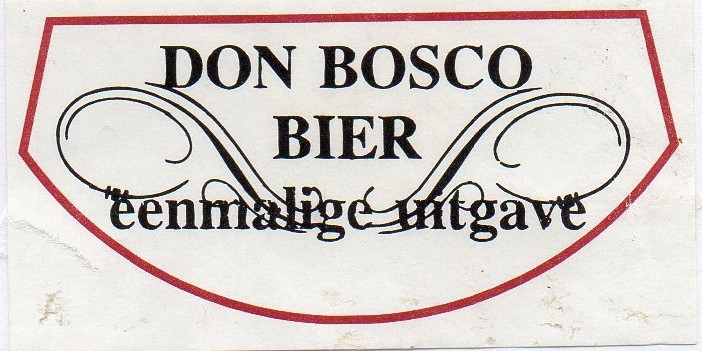 DON BOSCO
BIER
eenmalige uitgave